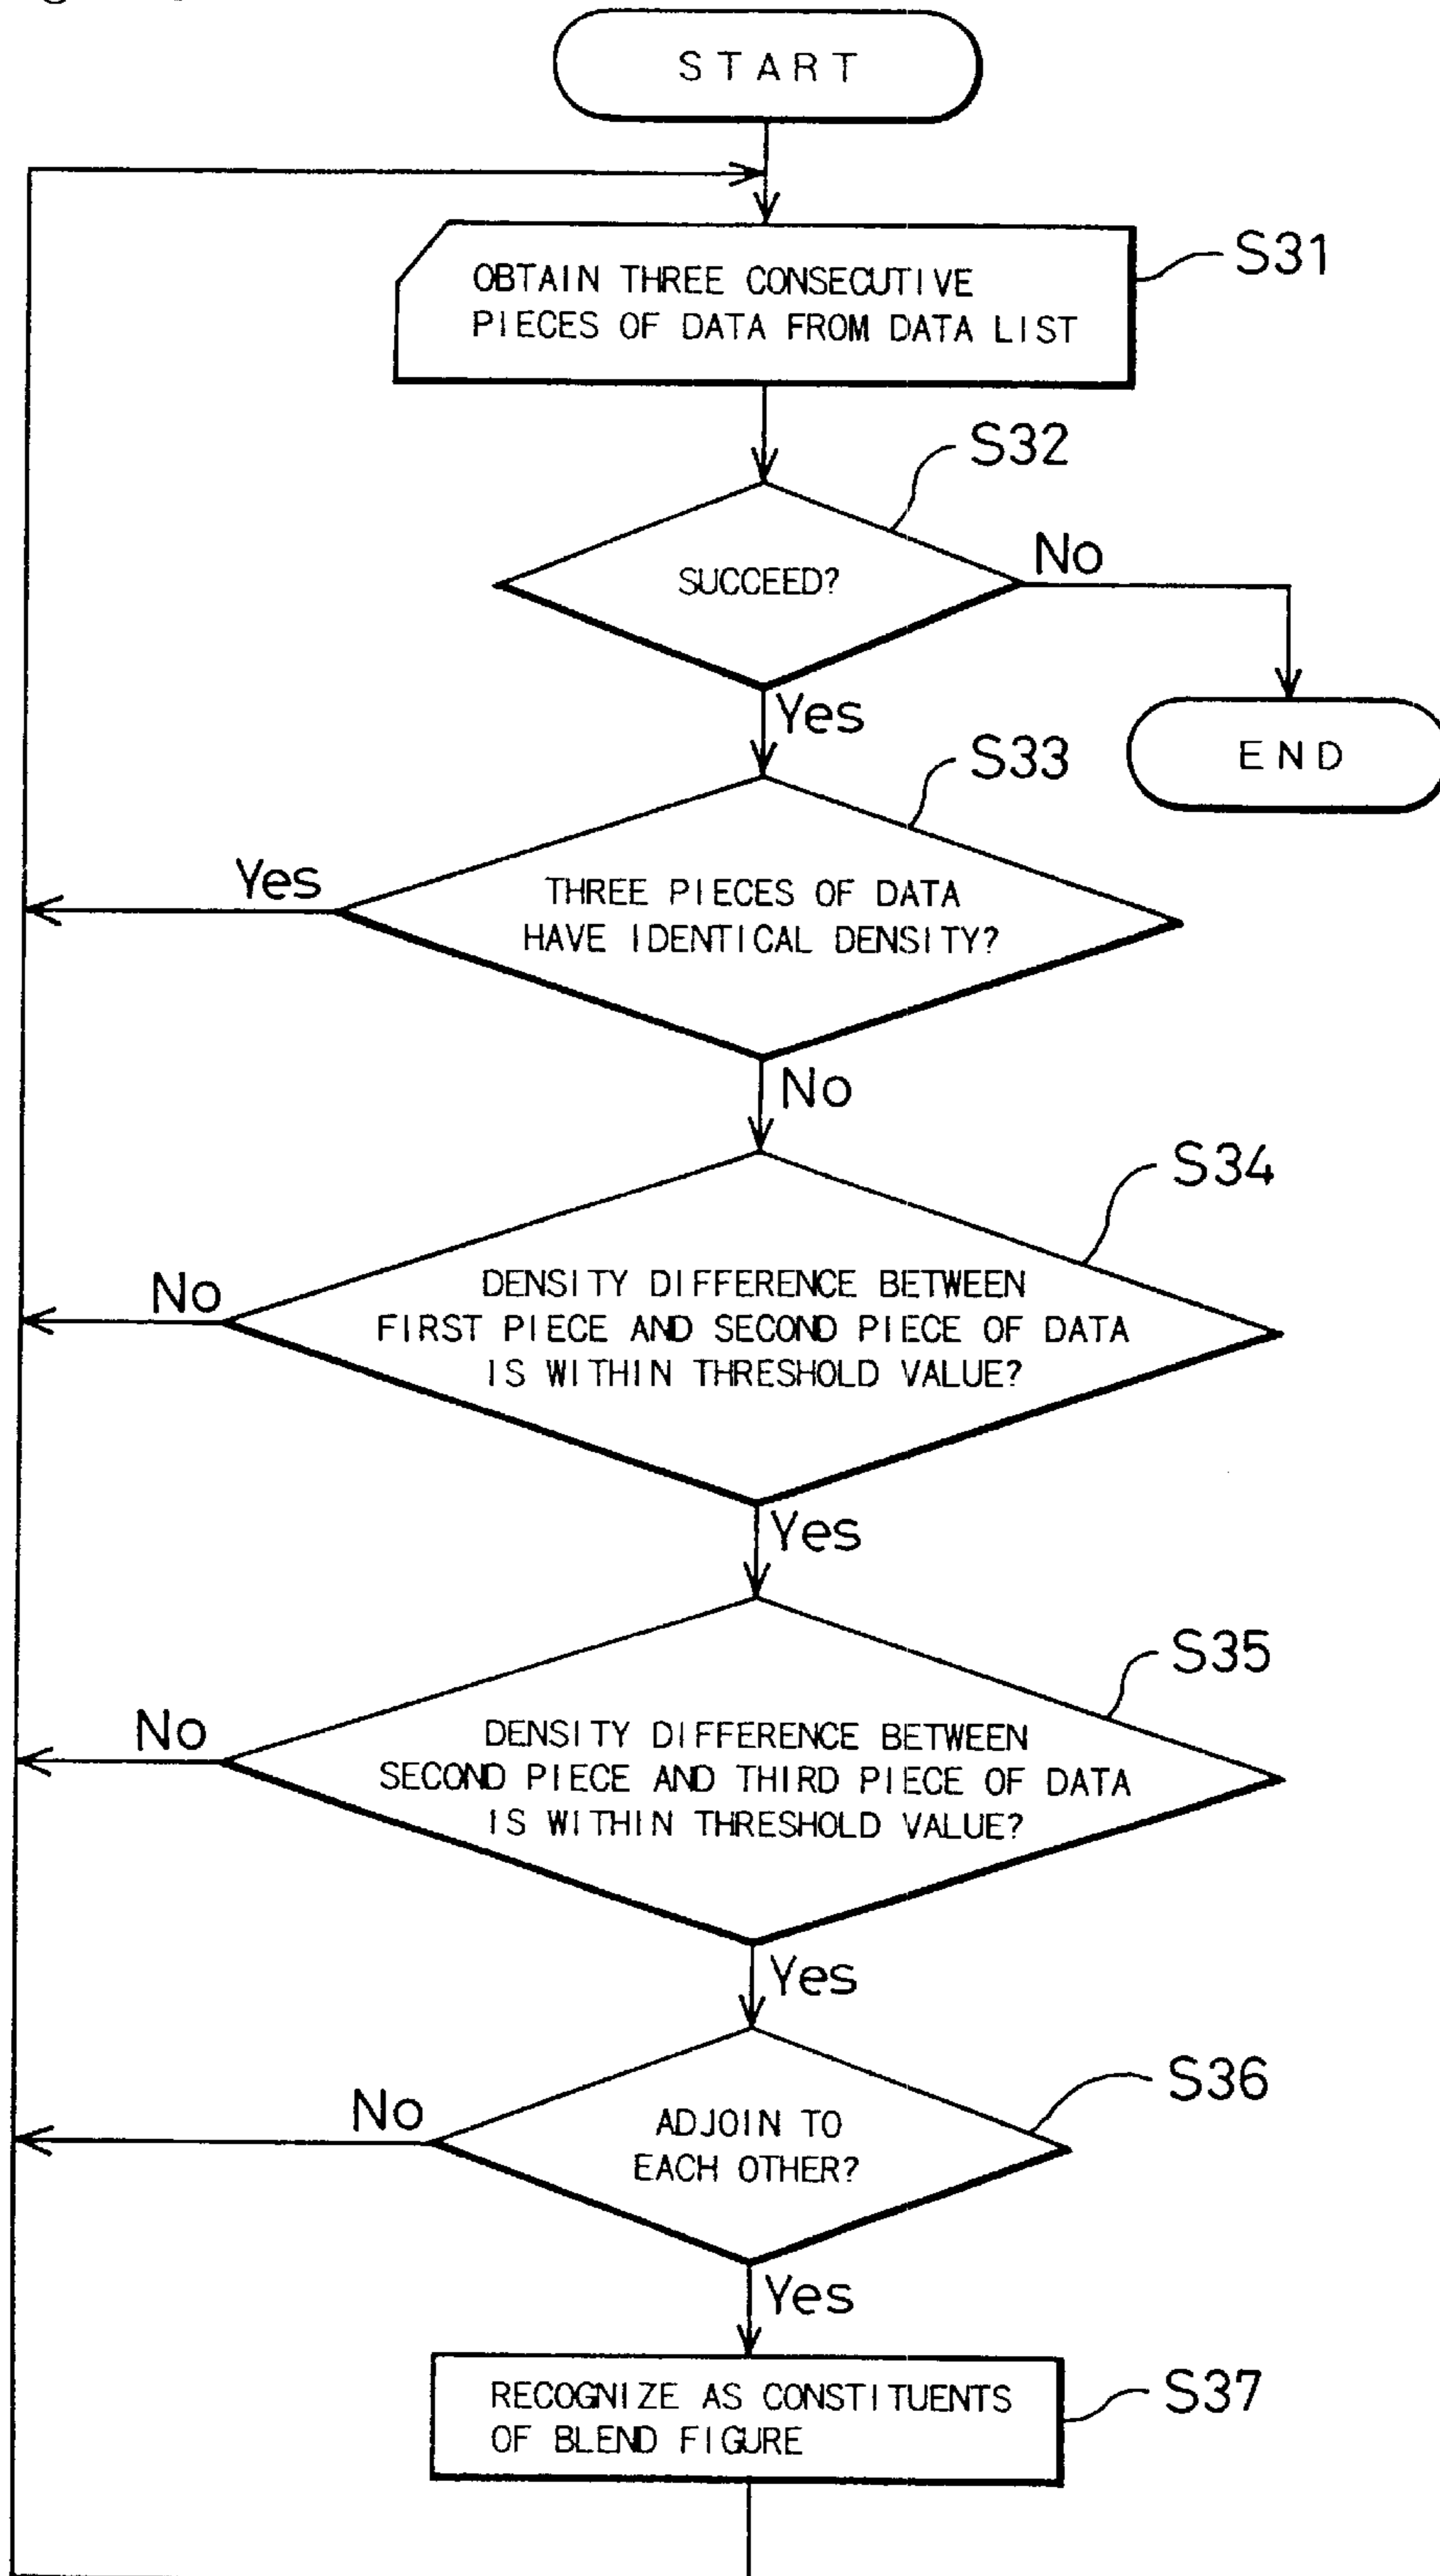 START
OBTAIN THREE CONSECUTIVE
PIECES OF DATA FROM DATA LIST
S31
SUCCEED?
S32
No
Yes
END
THREE PIECES OF DATA
HAVE IDENTICAL DENSITY?
S33
Yes
No
DENSITY DIFFERENCE BETWEEN
FIRST PIECE AND SECOND PIECE OF DATA
IS WITHIN THRESHOLD VALUE?
S34
No
Yes
DENSITY DIFFERENCE BETWEEN
SECOND PIECE AND THIRD PIECE OF DATA
IS WITHIN THRESHOLD VALUE?
S35
No
Yes
ADJOIN TO
EACH OTHER?
S36
No
Yes
RECOGNIZE AS CONSTITUENTS
OF BLEND FIGURE
S37